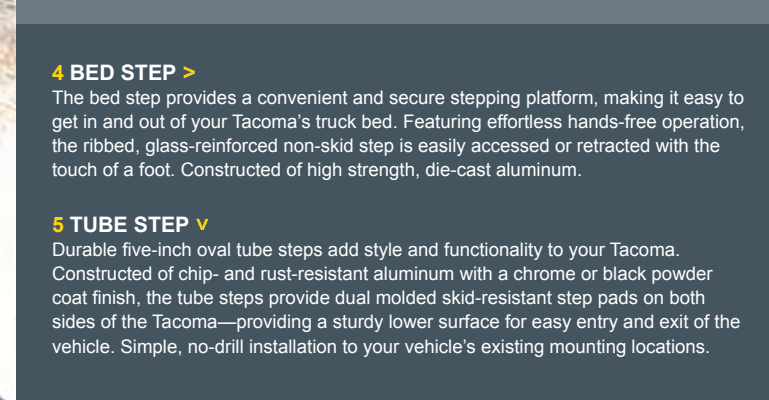 4 BED STEP >
The bed step provides a convenient and secure stepping platform, making it easy to
get in and out of your Tacoma's truck bed. Featuring effortless hands-free operation,
the ribbed, glass-reinforced non-skid step is easily accessed or retracted with the
touch of a foot. Constructed of high strength, die-cast aluminum.
5 TUBE STEP v
Durable five-inch oval tube steps add style and functionality to your Tacoma.
Constructed of chip- and rust-resistant aluminum with a chrome or black powder
coat finish, the tube steps provide dual molded skid-resistant step pads on both
sides of the Tacoma—providing a sturdy lower surface for easy entry and exit of the
vehicle. Simple, no-drill installation to your vehicle's existing mounting locations.